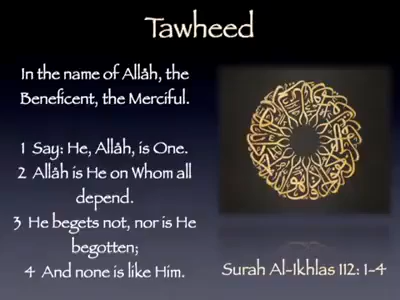 Tawheed
In the name of Allâh, the
Beneficent, the Merciful.
1 Say: He, Allâh, is One.
2 Allâh is He on Whom all
depend.
3 He begets not, nor is He
begotten;
4 And none is like Him.
Surah Al-Ikhlas 112: 1-4